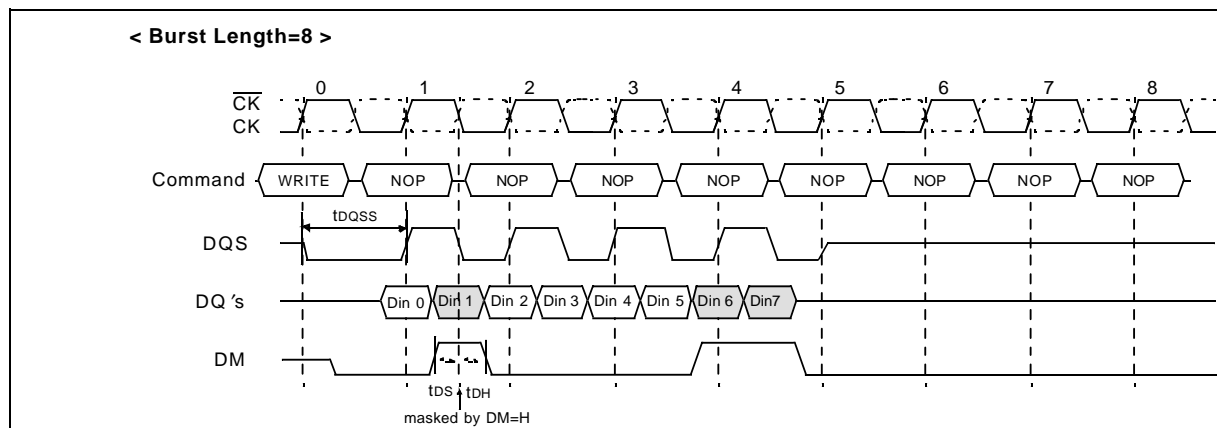 < Burst Length=8 >
0 1 2 3 4 5 6 7 8
CK
CK
Command WRITE NOP NOP NOP NOP NOP NOP NOP NOP
tDQSS
DQS
DQ's Din 0 Din 1 Din 2 Din 3 Din 4 Din 5 Din 6 Din7
DM
tDS tDH
masked by DM=H